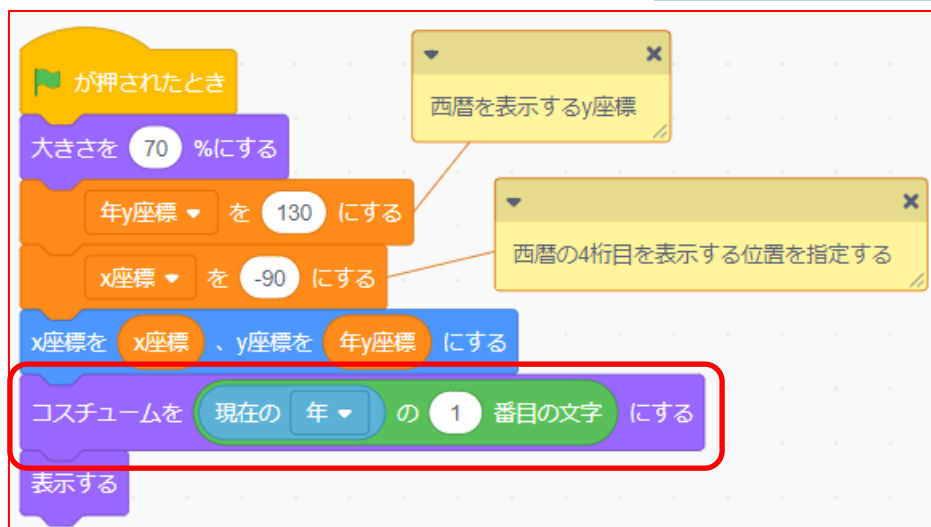 が押されたとき
西暦を表示するy座標
大きさを 70 %にする
年y座標 を 130 にする
西暦の4桁目を表示する位置を指定する
x座標 を -90 にする
x座標を x座標 、y座標を 年y座標 にする
コスチュームを 現在の 年 の 1 番目の文字 にする
表示する